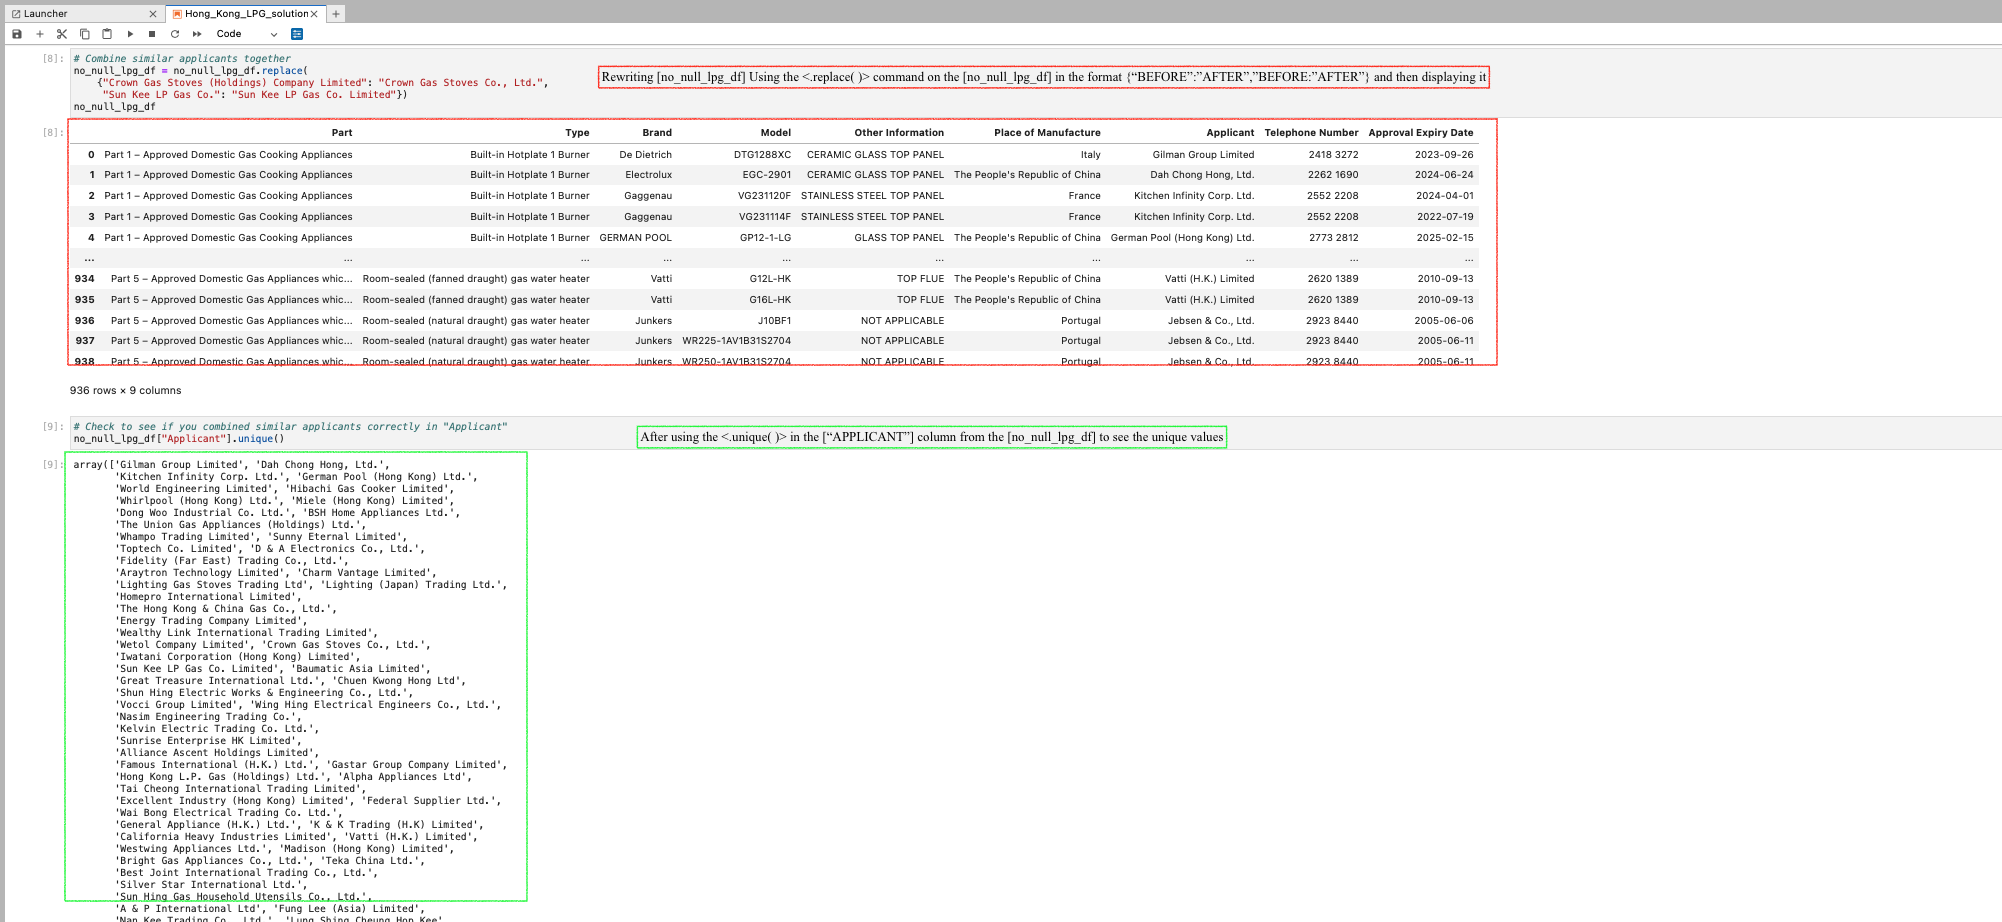 Launcher
Hong_Kong_LPG_solution
Code
[8]:
# Combine similar applicants together
no_null_lpg_df = no_null_lpg_df.replace(
{"Crown Gas Stoves (Holdings) Company Limited": "Crown Gas Stoves Co., Ltd.",
"Sun Kee LP Gas Co.": "Sun Kee LP Gas Co. Limited"})
no_null_lpg_df
Rewriting [no_null_lpg_df] Using the <.replace( )> command on the [no_null_lpg_df] in the format {“BEFORE”:”AFTER”,”BEFORE:”AFTER”} and then displaying it
[8]:
Part Type Brand Model Other Information Place of Manufacture Applicant Telephone Number Approval Expiry Date
0 Part 1 – Approved Domestic Gas Cooking Appliances Built-in Hotplate 1 Burner De Dietrich DTG1288XC CERAMIC GLASS TOP PANEL Italy Gilman Group Limited 2418 3272 2023-09-26
1 Part 1 – Approved Domestic Gas Cooking Appliances Built-in Hotplate 1 Burner Electrolux EGC-2901 CERAMIC GLASS TOP PANEL The People's Republic of China Dah Chong Hong, Ltd. 2262 1690 2024-06-24
2 Part 1 – Approved Domestic Gas Cooking Appliances Built-in Hotplate 1 Burner Gaggenau VG231120F STAINLESS STEEL TOP PANEL France Kitchen Infinity Corp. Ltd. 2552 2208 2024-04-01
3 Part 1 – Approved Domestic Gas Cooking Appliances Built-in Hotplate 1 Burner Gaggenau VG231114F STAINLESS STEEL TOP PANEL France Kitchen Infinity Corp. Ltd. 2552 2208 2022-07-19
4 Part 1 – Approved Domestic Gas Cooking Appliances Built-in Hotplate 1 Burner GERMAN POOL GP12-1-LG GLASS TOP PANEL The People's Republic of China German Pool (Hong Kong) Ltd. 2773 2812 2025-02-15
... ... ... ... ... ... ... ... ... ...
934 Part 5 – Approved Domestic Gas Appliances whic... Room-sealed (fanned draught) gas water heater Vatti G12L-HK TOP FLUE The People's Republic of China Vatti (H.K.) Limited 2620 1389 2010-09-13
935 Part 5 – Approved Domestic Gas Appliances whic... Room-sealed (fanned draught) gas water heater Vatti G16L-HK TOP FLUE The People's Republic of China Vatti (H.K.) Limited 2620 1389 2010-09-13
936 Part 5 – Approved Domestic Gas Appliances whic... Room-sealed (natural draught) gas water heater Junkers J10BF1 NOT APPLICABLE Portugal Jebsen & Co., Ltd. 2923 8440 2005-06-06
937 Part 5 – Approved Domestic Gas Appliances whic... Room-sealed (natural draught) gas water heater Junkers WR225-1AV1B31S2704 NOT APPLICABLE Portugal Jebsen & Co., Ltd. 2923 8440 2005-06-11
938 Part 5 – Approved Domestic Gas Appliances whic... Room-sealed (natural draught) gas water heater Junkers WR250-1AV1B31S2704 NOT APPLICABLE Portugal Jebsen & Co., Ltd. 2923 8440 2005-06-11
936 rows × 9 columns
[9]:
# Check to see if you combined similar applicants correctly in "Applicant"
no_null_lpg_df["Applicant"].unique()
After using the <.unique( )> in the [“APPLICANT”] column from the [no_null_lpg_df] to see the unique values
[9]:
array(['Gilman Group Limited', 'Dah Chong Hong, Ltd.',
'Kitchen Infinity Corp. Ltd.', 'German Pool (Hong Kong) Ltd.',
'World Engineering Limited', 'Hibachi Gas Cooker Limited',
'Whirlpool (Hong Kong) Ltd.', 'Miele (Hong Kong) Limited',
'Dong Woo Industrial Co. Ltd.', 'BSH Home Appliances Ltd.',
'The Union Gas Appliances (Holdings) Ltd.',
'Whampo Trading Limited', 'Sunny Eternal Limited',
'Toptech Co. Limited', 'D & A Electronics Co., Ltd.',
'Fidelity (Far East) Trading Co., Ltd.',
'Araytron Technology Limited', 'Charm Vantage Limited',
'Lighting Gas Stoves Trading Ltd', 'Lighting (Japan) Trading Ltd.',
'Homepro International Limited',
'The Hong Kong & China Gas Co., Ltd.',
'Energy Trading Company Limited',
'Wealthy Link International Trading Limited',
'Wetol Company Limited', 'Crown Gas Stoves Co., Ltd.',
'Iwatani Corporation (Hong Kong) Limited',
'Sun Kee LP Gas Co. Limited', 'Baumatic Asia Limited',
'Great Treasure International Ltd.', 'Chuen Kwong Hong Ltd',
'Shun Hing Electric Works & Engineering Co., Ltd.',
'Vocci Group Limited', 'Wing Hing Electrical Engineers Co., Ltd.',
'Nasim Engineering Trading Co.',
'Kelvin Electric Trading Co. Ltd.',
'Sunrise Enterprise HK Limited',
'Alliance Ascent Holdings Limited',
'Famous International (H.K.) Ltd.', 'Gastar Group Company Limited',
'Hong Kong L.P. Gas (Holdings) Ltd.', 'Alpha Appliances Ltd',
'Tai Cheong International Trading Limited',
'Excellent Industry (Hong Kong) Limited', 'Federal Supplier Ltd.',
'Wai Bong Electrical Trading Co. Ltd.',
'General Appliance (H.K.) Ltd.', 'K & K Trading (H.K) Limited',
'California Heavy Industries Limited', 'Vatti (H.K.) Limited',
'Westwing Appliances Ltd.', 'Madison (Hong Kong) Limited',
'Bright Gas Appliances Co., Ltd.', 'Teka China Ltd.',
'Best Joint International Trading Co., Ltd.',
'Silver Star International Ltd.',
'Sun Hing Gas Household Utensils Co., Ltd.',
'A & P International Ltd', 'Fung Lee (Asia) Limited',
'Nan Kee Trading Co., Ltd.', 'Lung Shing Cheung Hop Kee'